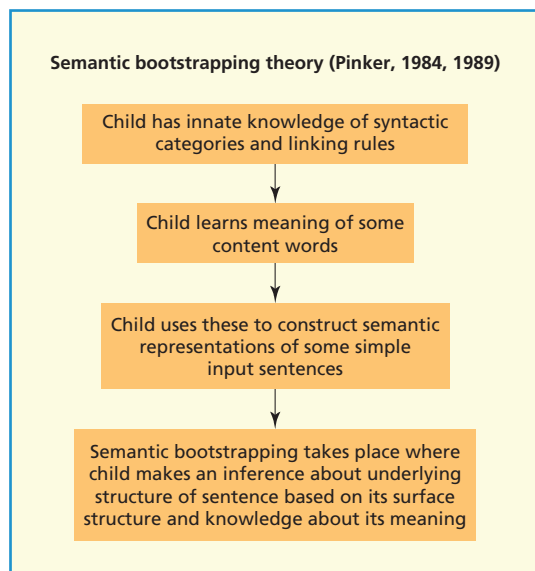 Semantic bootstrapping theory (Pinker, 1984, 1989)
Child has innate knowledge of syntactic
categories and linking rules
Child learns meaning of some
content words
Child uses these to construct semantic
representations of some simple
input sentences
Semantic bootstrapping takes place where
child makes an inference about underlying
structure of sentence based on its surface
structure and knowledge about its meaning